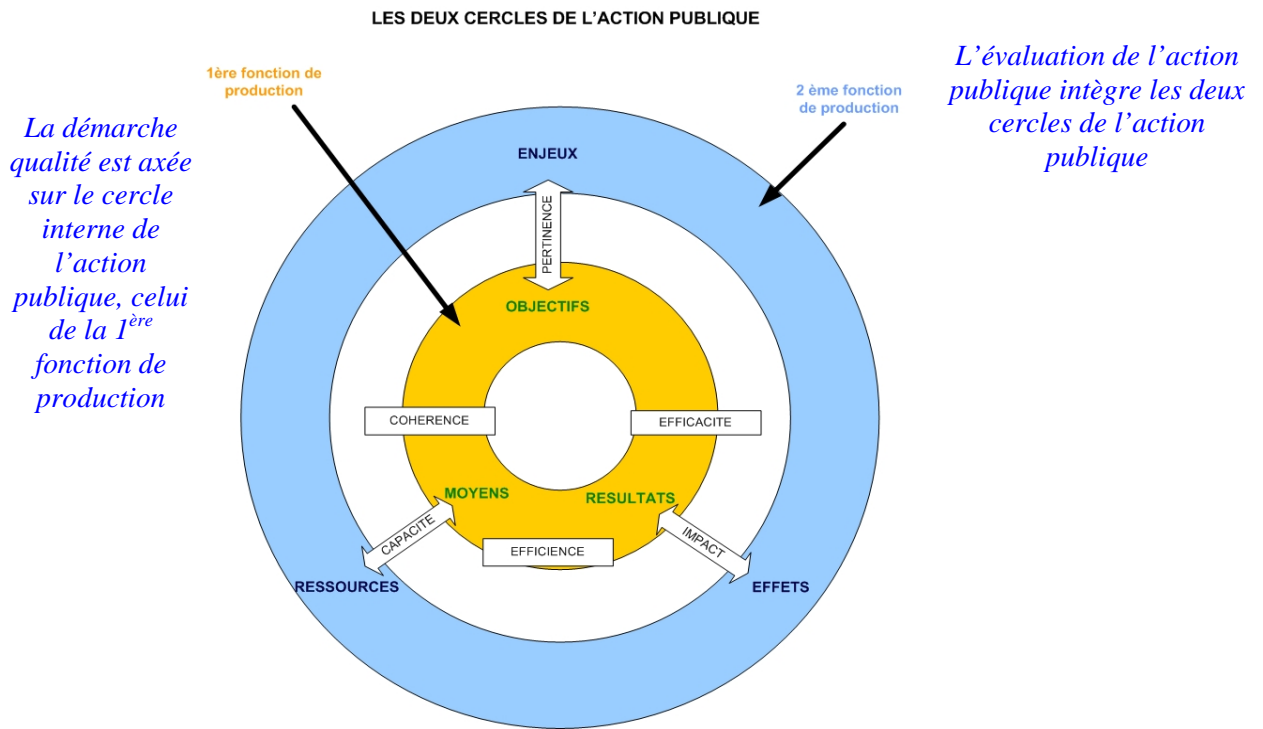 LES DEUX CERCLES DE L'ACTION PUBLIQUE
1ère fonction de
production
2 ème fonction
de production
L'évaluation de l'action
publique intègre les deux
cercles de l'action
publique
La démarche
qualité est axée
sur le cercle
interne de
l'action
publique, celui
de la 1ère
fonction de
production
ENJEUX
PERTINENCE
OBJECTIFS
COHERENCE
EFFICACITE
MOYENS
RESULTATS
CAPACITE
EFFICIENCE
IMPACT
RESSOURCES
EFFETS